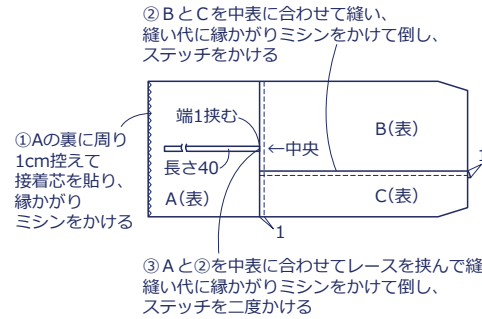 ②BとCを中表に合わせて縫い、
縫い代に縁かがりミシンをかけて倒し、
ステッチをかける
①Aの裏に周り
1cm控えて
接着芯を貼り、
縁かがり
ミシンをかける
端1挟む
←中央
長さ40
A(表)
B(表)
C(表)
1
1
③Aと②を中表に合わせてレースを挟んで縫
縫い代に縁かがりミシンをかけて倒し、
ステッチを二度かける